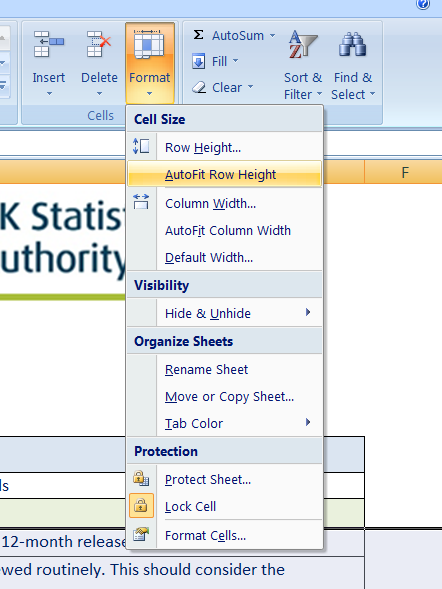 Insert
Delete
Format
AutoSum
Fill
Clear
Sort &
Filter
Find &
Select
Cells
Cell Size
Row Height...
AutoFit Row Height
Column Width...
AutoFit Column Width
Default Width...
Visibility
Hide & Unhide
Organize Sheets
Rename Sheet
Move or Copy Sheet...
Tab Color
Protection
Protect Sheet...
Lock Cell
Format Cells...
F
K Statis
uthority
ds
12-month release
ewed routinely. This should consider the